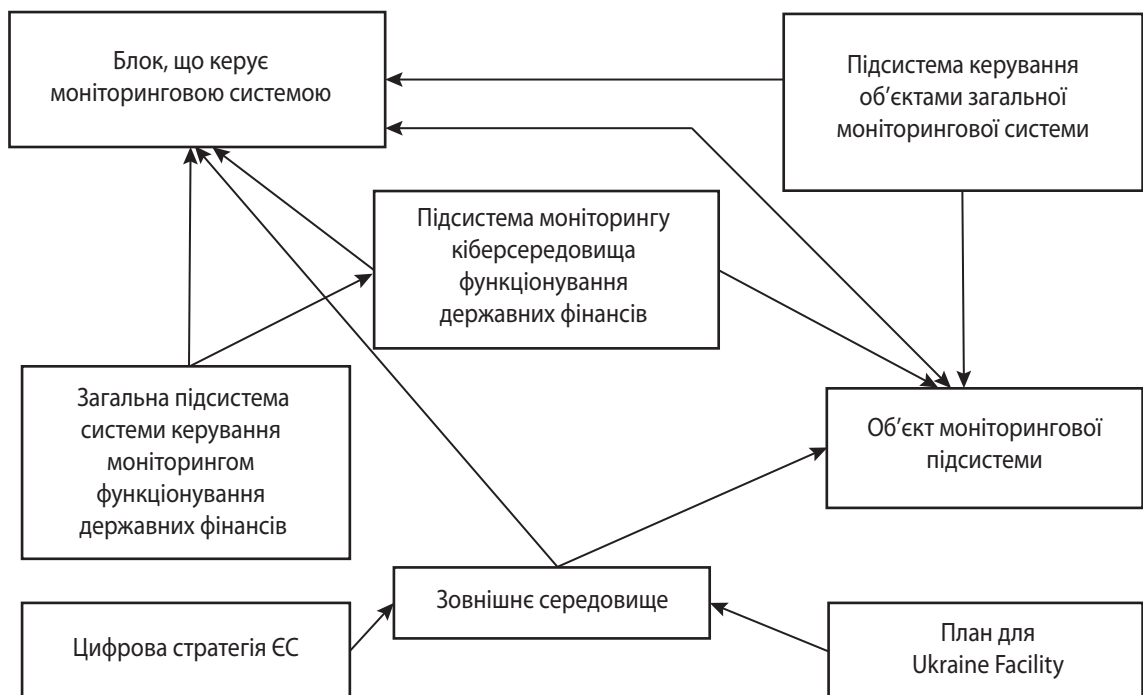 Блок, що керує
моніторинговою системою
Підсистема керування
об’єктами загальної
моніторингової системи
Підсистема моніторингу
кіберсередовища
функціонування
державних фінансів
Загальна підсистема
системи керування
моніторингом
функціонування
державних фінансів
Об’єкт моніторингової
підсистеми
Зовнішнє середовище
Цифрова стратегія ЄС
План для
Ukraine Facility